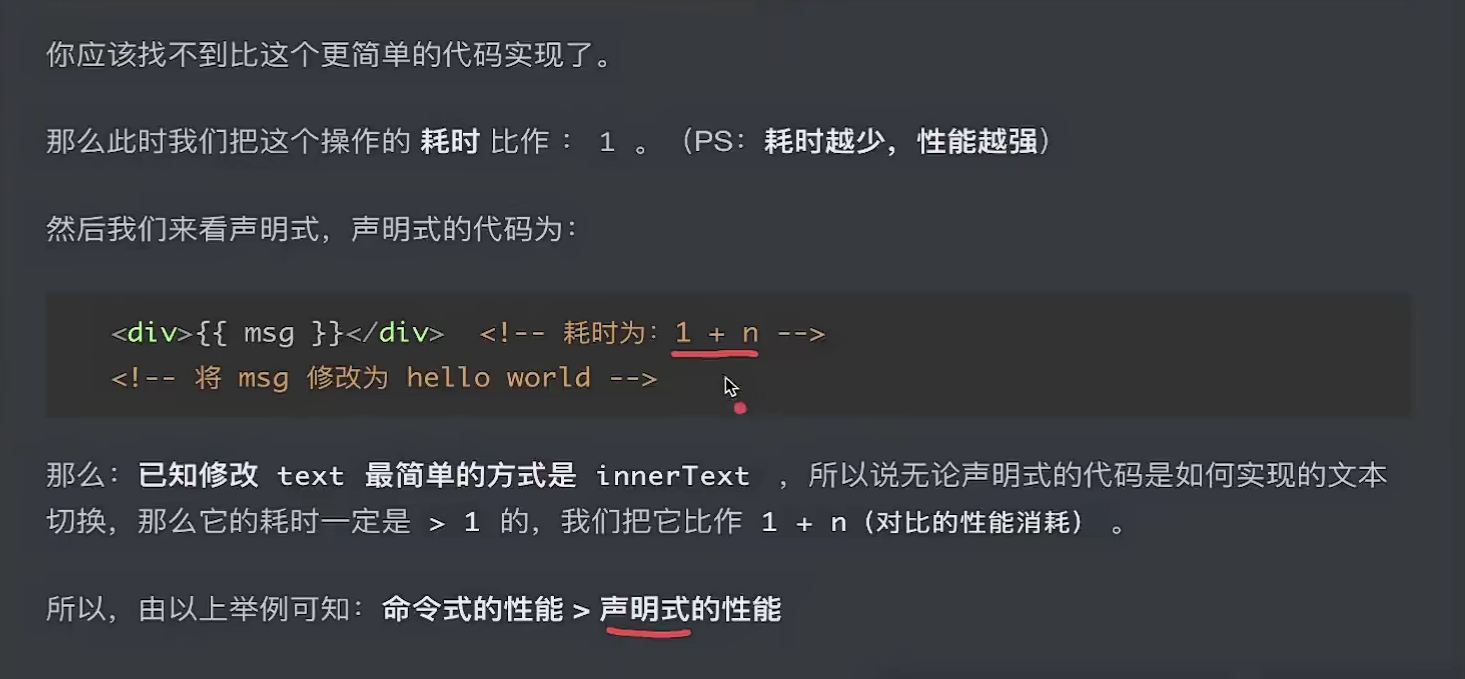 你应该找不到比这个更简单的代码实现了。
那么此时我们把这个操作的 耗时 比作 ： 1 。（PS：耗时越少，性能越强）
然后我们来看声明式，声明式的代码为：
<div>{{ msg }}</div>  <!-- 耗时为：1 + n -->
<!-- 将 msg 修改为 hello world -->
那么：已知修改 text 最简单的方式是 innerText ，所以说无论声明式的代码是如何实现的文本
切换，那么它的耗时一定是 > 1 的，我们把它比作 1 + n（对比的性能消耗） 。
所以，由以上举例可知：命令式的性能 > 声明式的性能